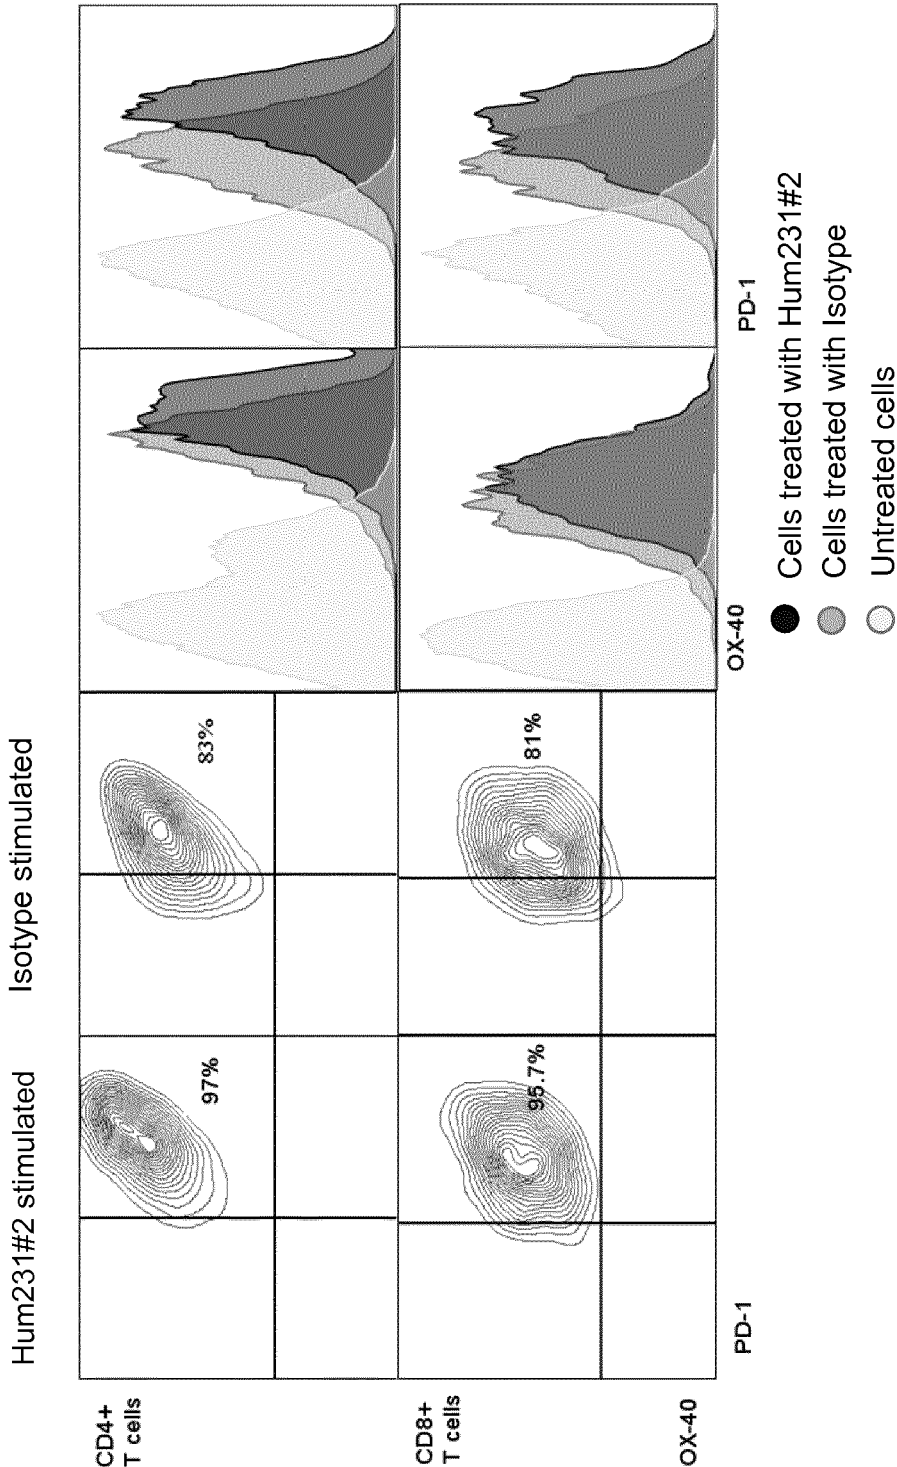 Hum231#2 stimulated
Isotype stimulated
CD4+
T cells
97%
83%
CD8+
T cells
95.7%
81%
OX-40
PD-1
OX-40
PD-1
Cells treated with Hum231#2
Cells treated with Isotype
Untreated cells